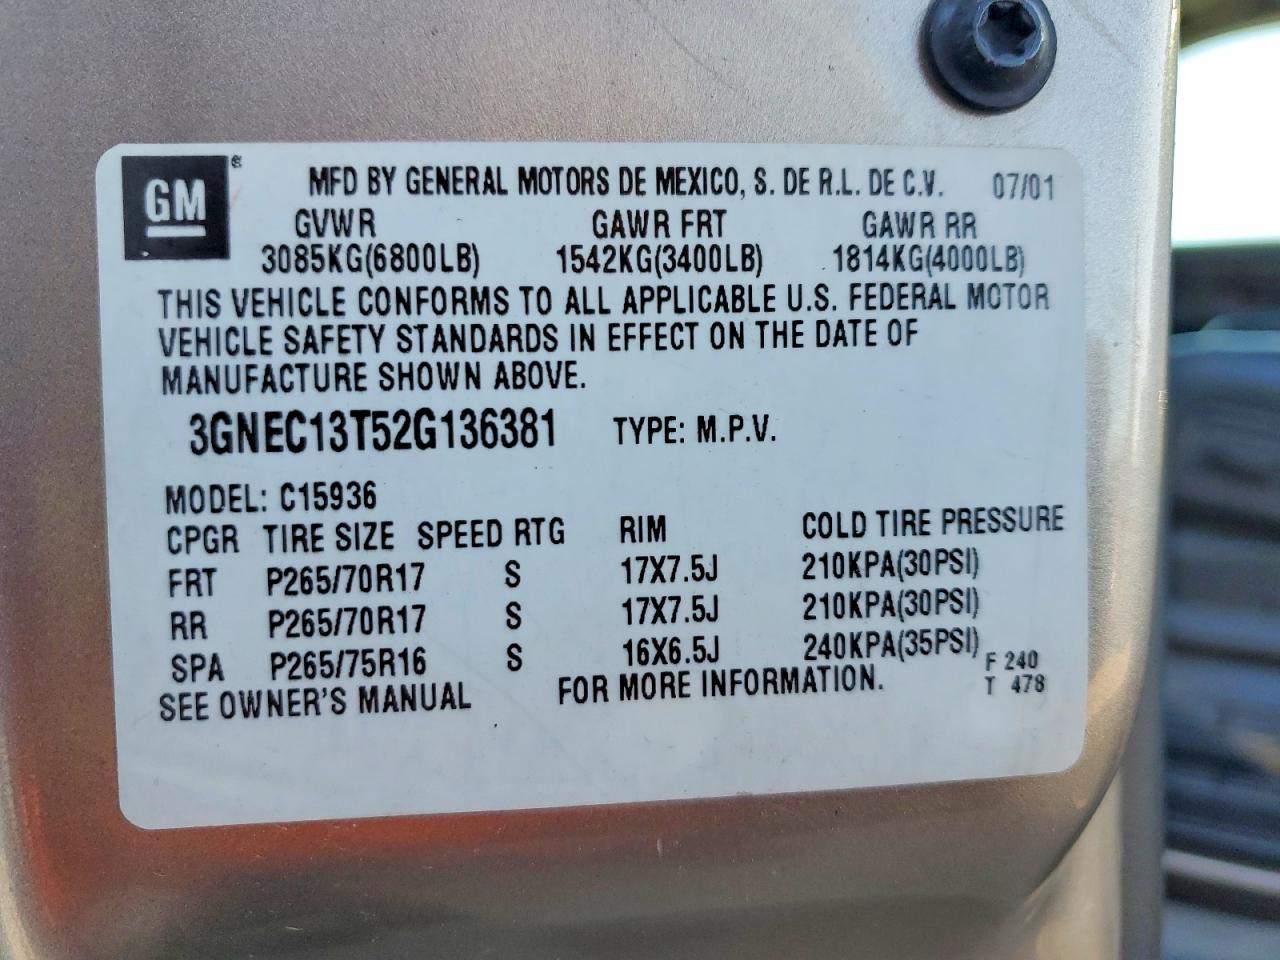 GM®
MFD BY GENERAL MOTORS DE MEXICO, S. DE R.L. DE C.V. 07/01
GVWR GAWR FRT GAWR RR
3085KG(6800LB) 1542KG(3400LB) 1814KG(4000LB)
THIS VEHICLE CONFORMS TO ALL APPLICABLE U.S. FEDERAL MOTOR
VEHICLE SAFETY STANDARDS IN EFFECT ON THE DATE OF
MANUFACTURE SHOWN ABOVE.
3GNEC13T52G136381 TYPE: M.P.V.
MODEL: C15936
CPGR TIRE SIZE SPEED RTG RIM COLD TIRE PRESSURE
FRT P265/70R17 S 17X7.5J 210KPA(30PSI)
RR P265/70R17 S 17X7.5J 210KPA(30PSI)
SPA P265/75R16 S 16X6.5J 240KPA(35PSI) F 240
SEE OWNER'S MANUAL FOR MORE INFORMATION. T 478